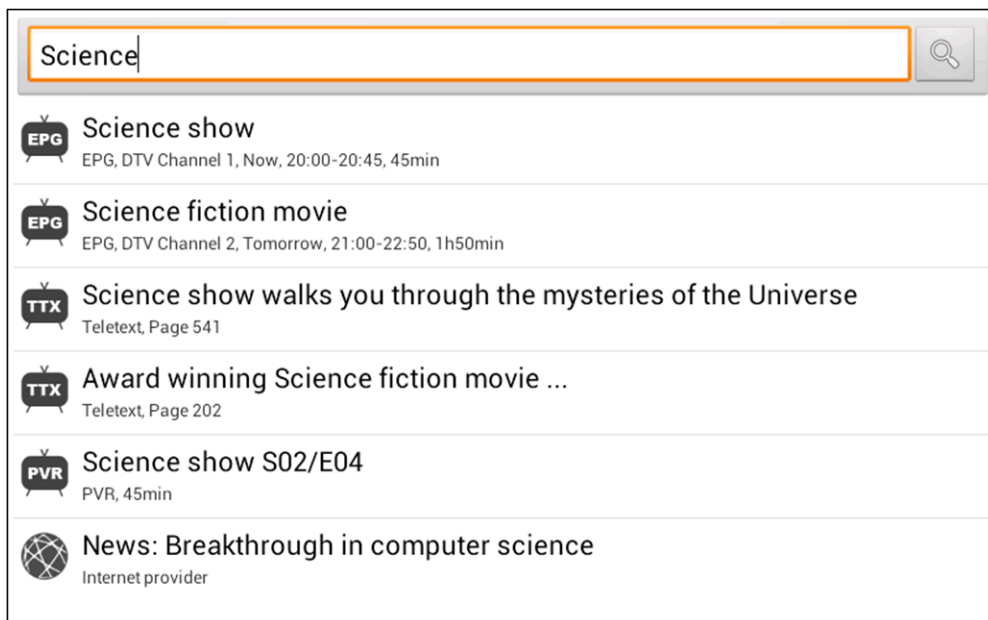 Science
EPG
Science show
EPG, DTV Channel 1, Now, 20:00-20:45, 45min
EPG
Science fiction movie
EPG, DTV Channel 2, Tomorrow, 21:00-22:50, 1h50min
TTX
Science show walks you through the mysteries of the Universe
Teletext, Page 541
TTX
Award winning Science fiction movie ...
Teletext, Page 202
PVR
Science show S02/E04
PVR, 45min
News: Breakthrough in computer science
Internet provider